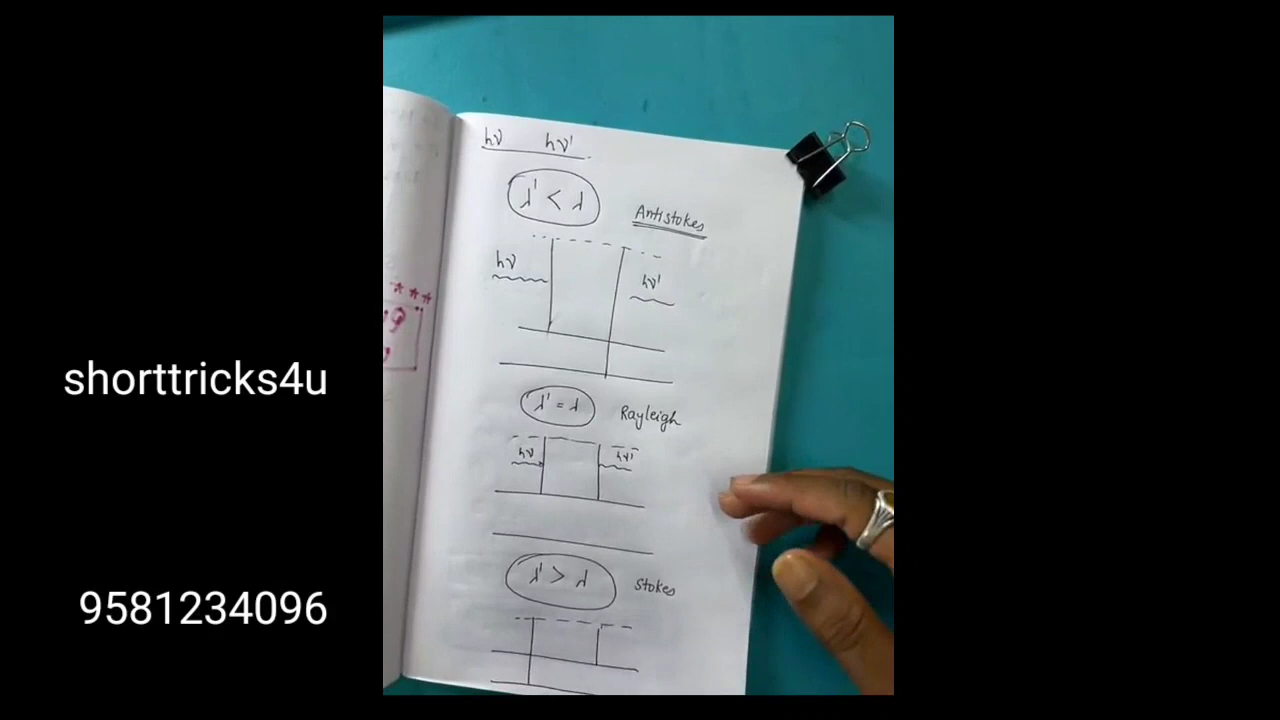 hν hν'
λ' < λ
Antistokes
hν
hν'
λ' = λ
Rayleigh
hν
hν'
λ' > λ
Stokes
shorttricks4u
9581234096